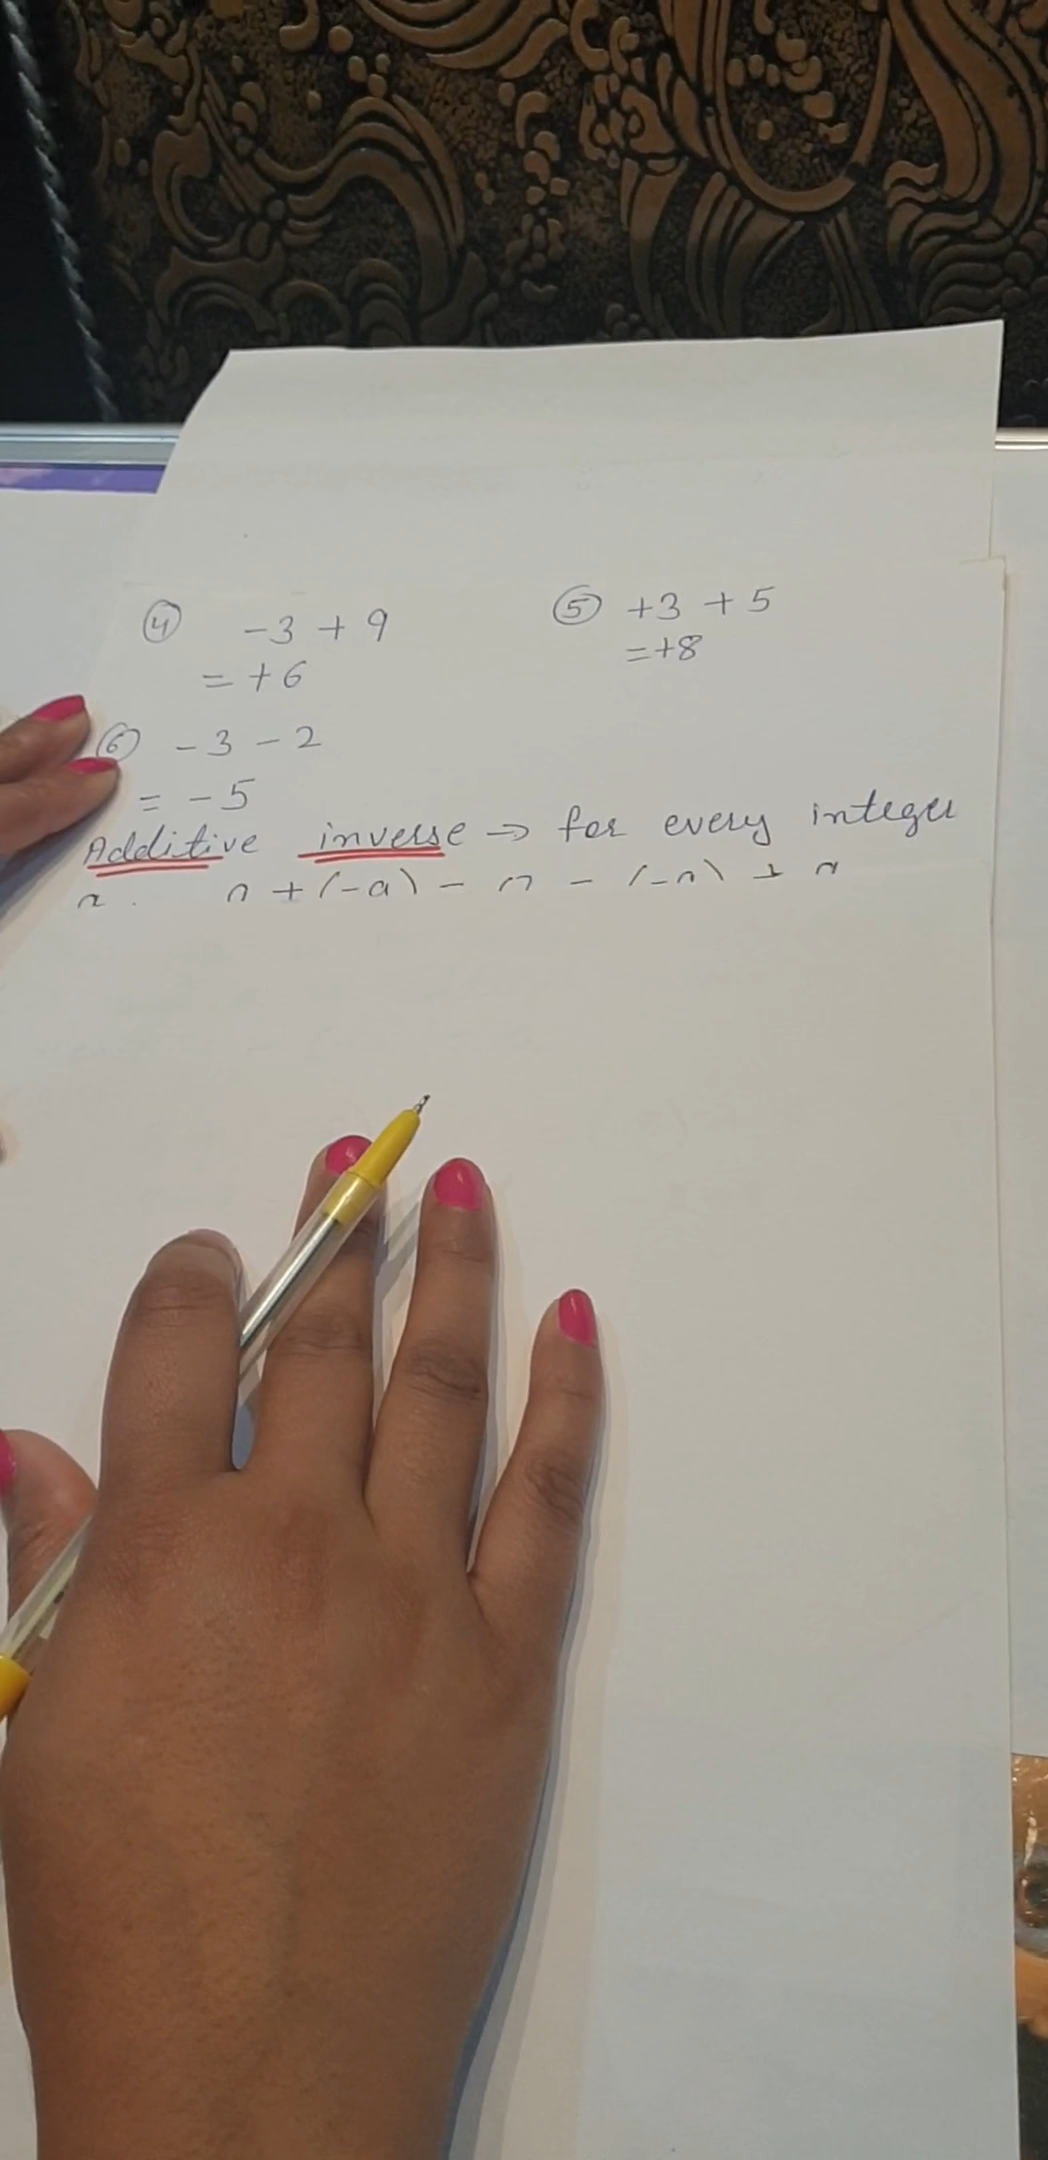 ④ -3 + 9
= +6
⑤ +3 + 5
= +8
⑥ -3 - 2
= -5
Additive inverse ⇒ for every integer